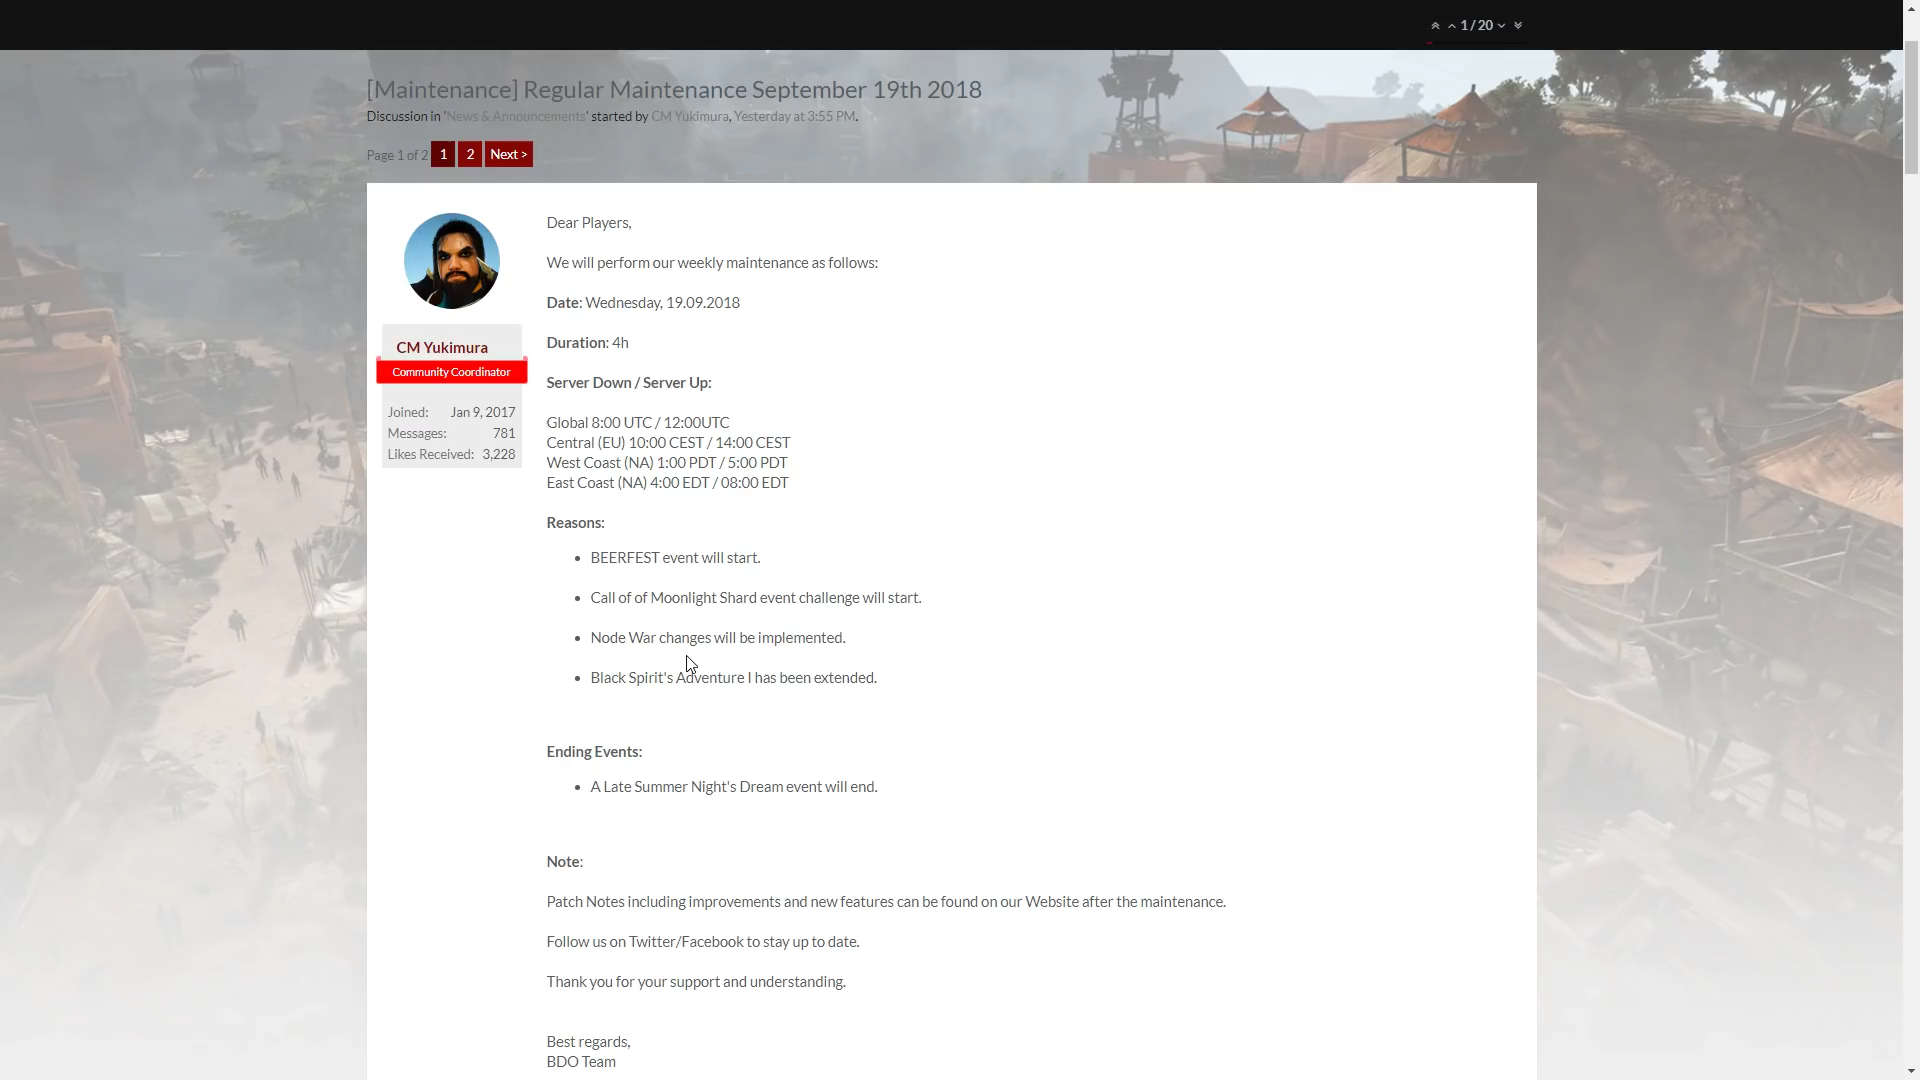 1 / 20
[Maintenance] Regular Maintenance September 19th 2018
Discussion in 'News & Announcements' started by CM Yukimura, Yesterday at 3:55 PM.
Page 1 of 2 1 2 Next >
Dear Players,
We will perform our weekly maintenance as follows:
Date: Wednesday, 19.09.2018
Duration: 4h
CM Yukimura
Community Coordinator
Joined: Jan 9, 2017
Messages: 781
Likes Received: 3,228
Server Down / Server Up:
Global 8:00 UTC / 12:00UTC
Central (EU) 10:00 CEST / 14:00 CEST
West Coast (NA) 1:00 PDT / 5:00 PDT
East Coast (NA) 4:00 EDT / 08:00 EDT
Reasons:
• BEERFEST event will start.
• Call of of Moonlight Shard event challenge will start.
• Node War changes will be implemented.
• Black Spirit's Adventure I has been extended.
Ending Events:
• A Late Summer Night's Dream event will end.
Note:
Patch Notes including improvements and new features can be found on our Website after the maintenance.
Follow us on Twitter/Facebook to stay up to date.
Thank you for your support and understanding.
Best regards,
BDO Team